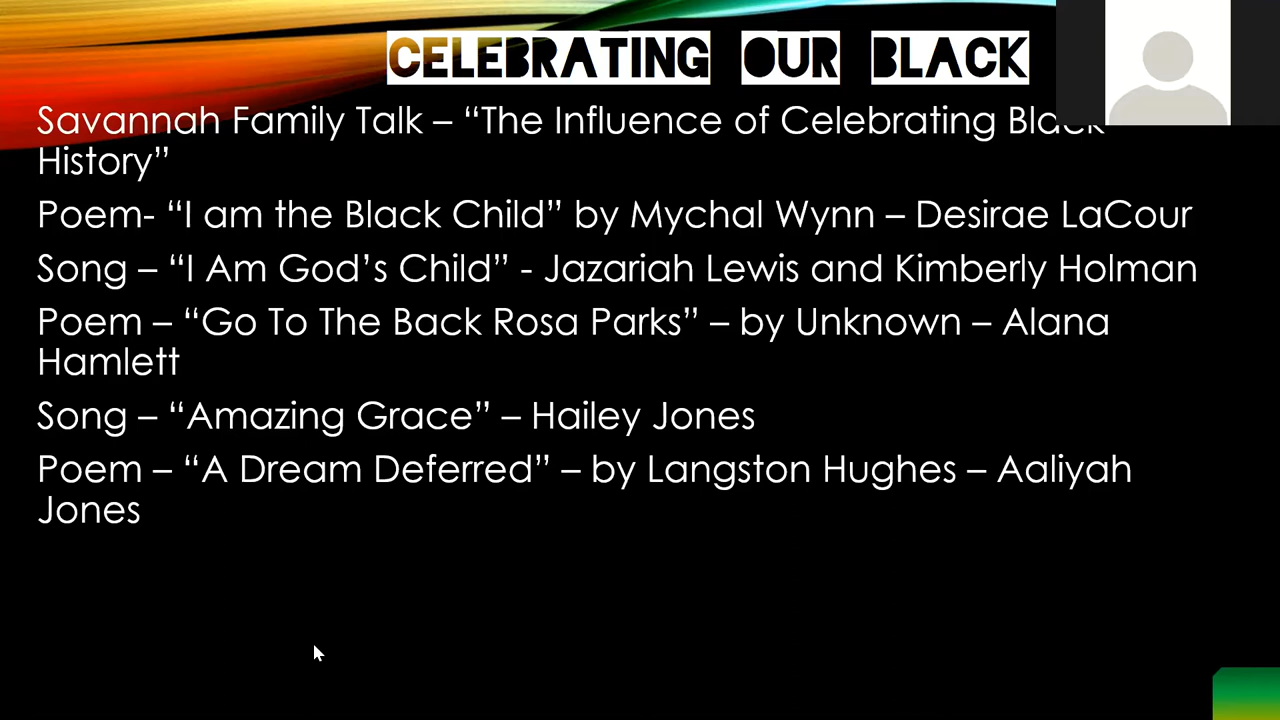 CELEBRATING OUR BLACK
Savannah Family Talk – “The Influence of Celebrating Black
History”
Poem- “I am the Black Child” by Mychal Wynn – Desirae LaCour
Song – “I Am God’s Child” - Jazariah Lewis and Kimberly Holman
Poem – “Go To The Back Rosa Parks” – by Unknown – Alana
Hamlett
Song – “Amazing Grace” – Hailey Jones
Poem – “A Dream Deferred” – by Langston Hughes – Aaliyah
Jones